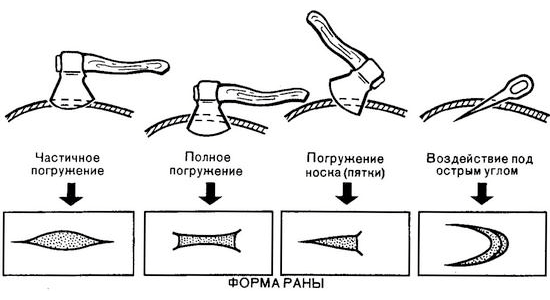 Частичное
погружение
Полное
погружение
Погружение
носка (пятки)
Воздействие под
острым углом
ФОРМА РАНЫ